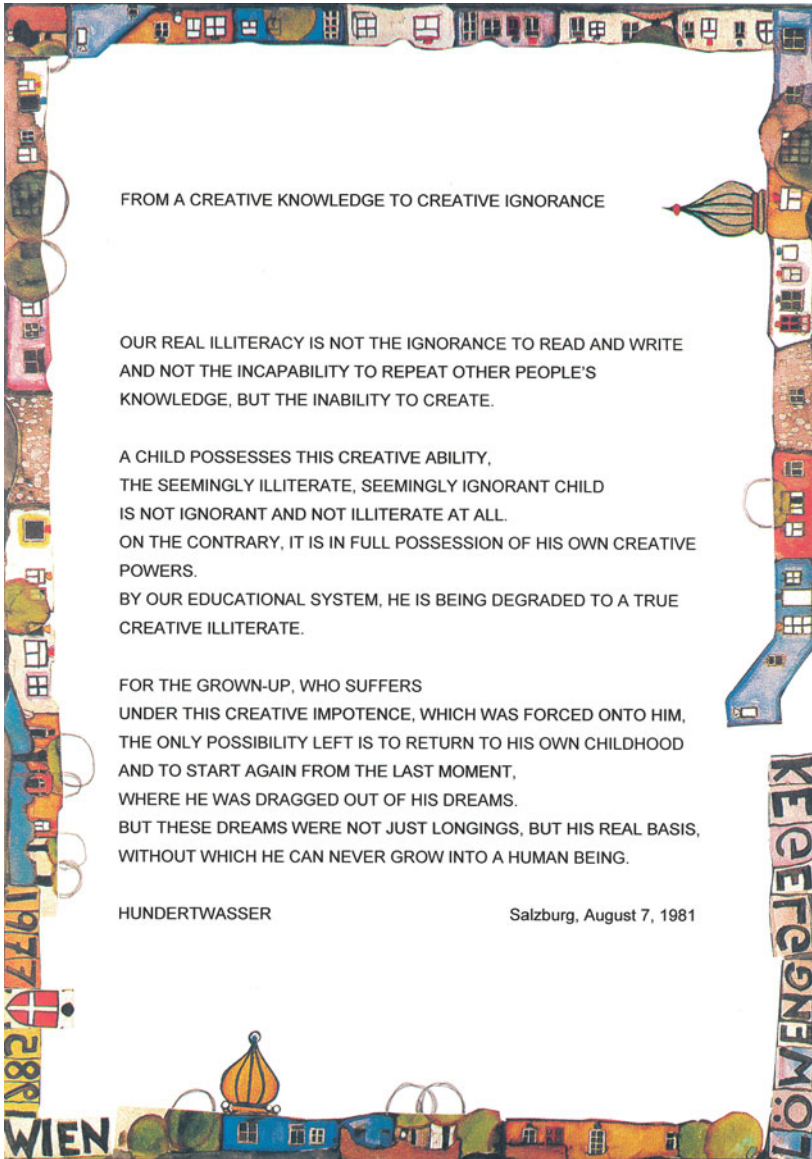 FROM A CREATIVE KNOWLEDGE TO CREATIVE IGNORANCE
OUR REAL ILLITERACY IS NOT THE IGNORANCE TO READ AND WRITE
AND NOT THE INCAPABILITY TO REPEAT OTHER PEOPLE'S
KNOWLEDGE, BUT THE INABILITY TO CREATE.
A CHILD POSSESSES THIS CREATIVE ABILITY,
THE SEEMINGLY ILLITERATE, SEEMINGLY IGNORANT CHILD
IS NOT IGNORANT AND NOT ILLITERATE AT ALL.
ON THE CONTRARY, IT IS IN FULL POSSESSION OF HIS OWN CREATIVE
POWERS.
BY OUR EDUCATIONAL SYSTEM, HE IS BEING DEGRADED TO A TRUE
CREATIVE ILLITERATE.
FOR THE GROWN-UP, WHO SUFFERS
UNDER THIS CREATIVE IMPOTENCE, WHICH WAS FORCED ONTO HIM,
THE ONLY POSSIBILITY LEFT IS TO RETURN TO HIS OWN CHILDHOOD
AND TO START AGAIN FROM THE LAST MOMENT,
WHERE HE WAS DRAGGED OUT OF HIS DREAMS.
BUT THESE DREAMS WERE NOT JUST LONGINGS, BUT HIS REAL BASIS,
WITHOUT WHICH HE CAN NEVER GROW INTO A HUMAN BEING.
HUNDERTWASSER Salzburg, August 7, 1981
1977
WIEN
KEGELGNEWÖL